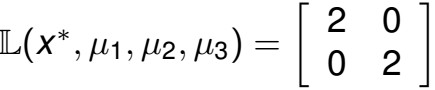 𝕃(x*, μ₁, μ₂, μ₃) = [ 2 0
0 2 ]